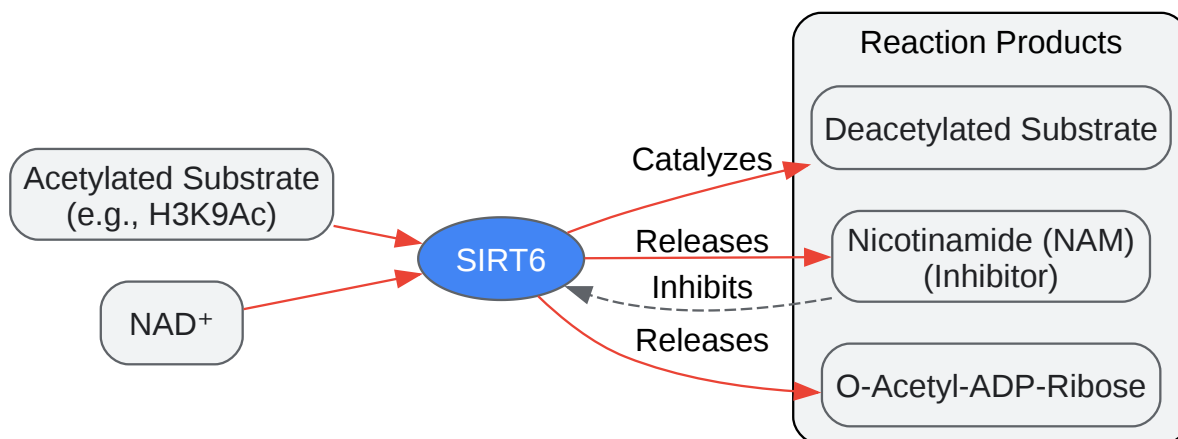 Reaction Products
Acetylated Substrate
(e.g., H3K9Ac)
NAD⁺
SIRT6
Catalyzes
Releases
Inhibits
Releases
Deacetylated Substrate
Nicotinamide (NAM)
(Inhibitor)
O-Acetyl-ADP-Ribose